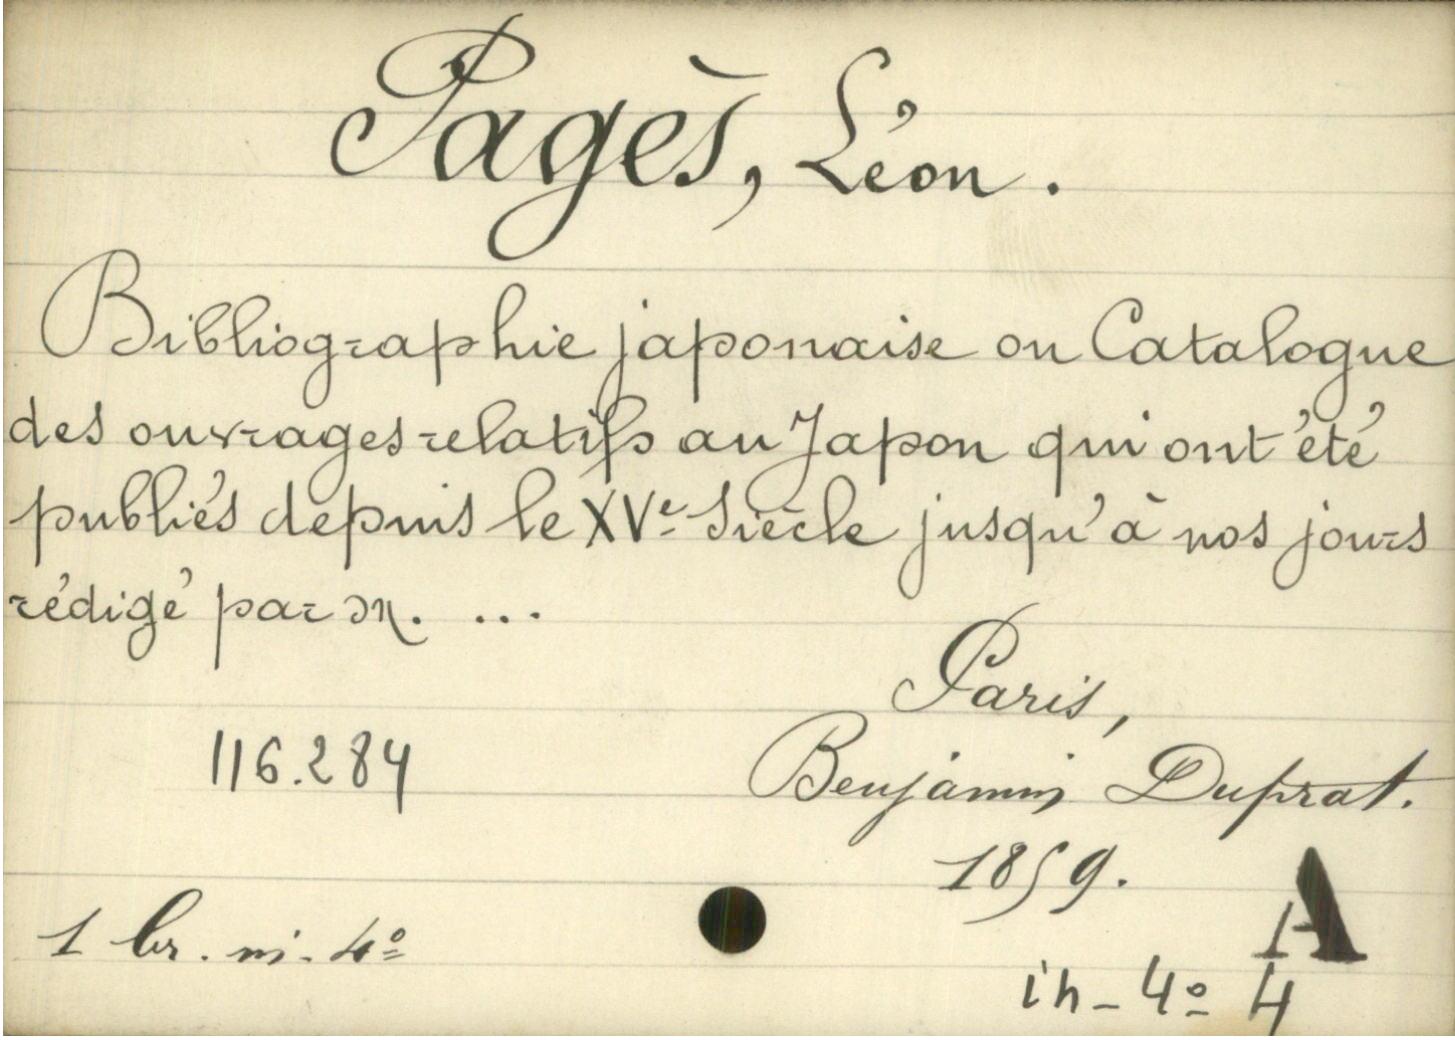 Pagès, Léon.
Bibliographie japonaise ou Catalogue
des ouvrages relatifs au Japon qui ont été
publiés depuis le XVe Siècle jusqu'à nos jours
rédigé par M. ...
Paris,
116.284
Benjamin Duprat.
1859.
A
1 br. in-4º
in-4º 4